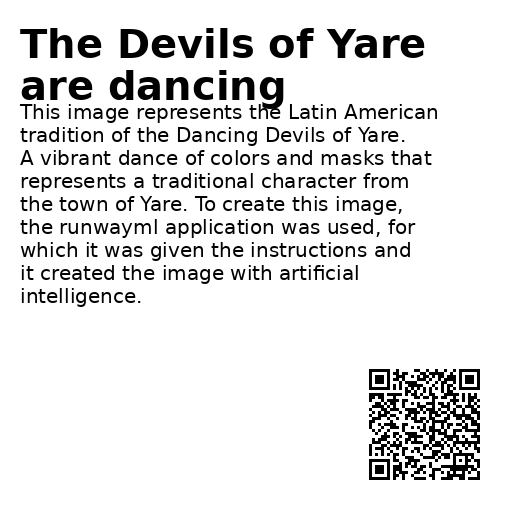 The Devils of Yare
are dancing
This image represents the Latin American
tradition of the Dancing Devils of Yare.
A vibrant dance of colors and masks that
represents a traditional character from
the town of Yare. To create this image,
the runwayml application was used, for
which it was given the instructions and
it created the image with artificial
intelligence.